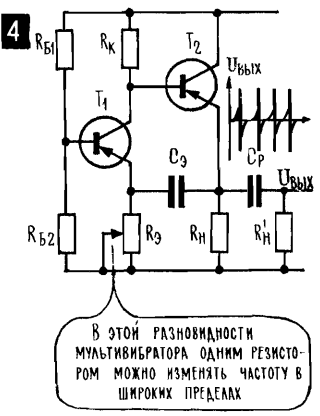 4
RБ1
RК
T2
UВЫХ
T1
CЭ
CР
UВЫХ
RБ2
RЭ
RН
R'Н
В ЭТОЙ РАЗНОВИДНОСТИ
МУЛЬТИВИБРАТОРА ОДНИМ РЕЗИСТО-
РОМ МОЖНО ИЗМЕНЯТЬ ЧАСТОТУ В
ШИРОКИХ ПРЕДЕЛАХ